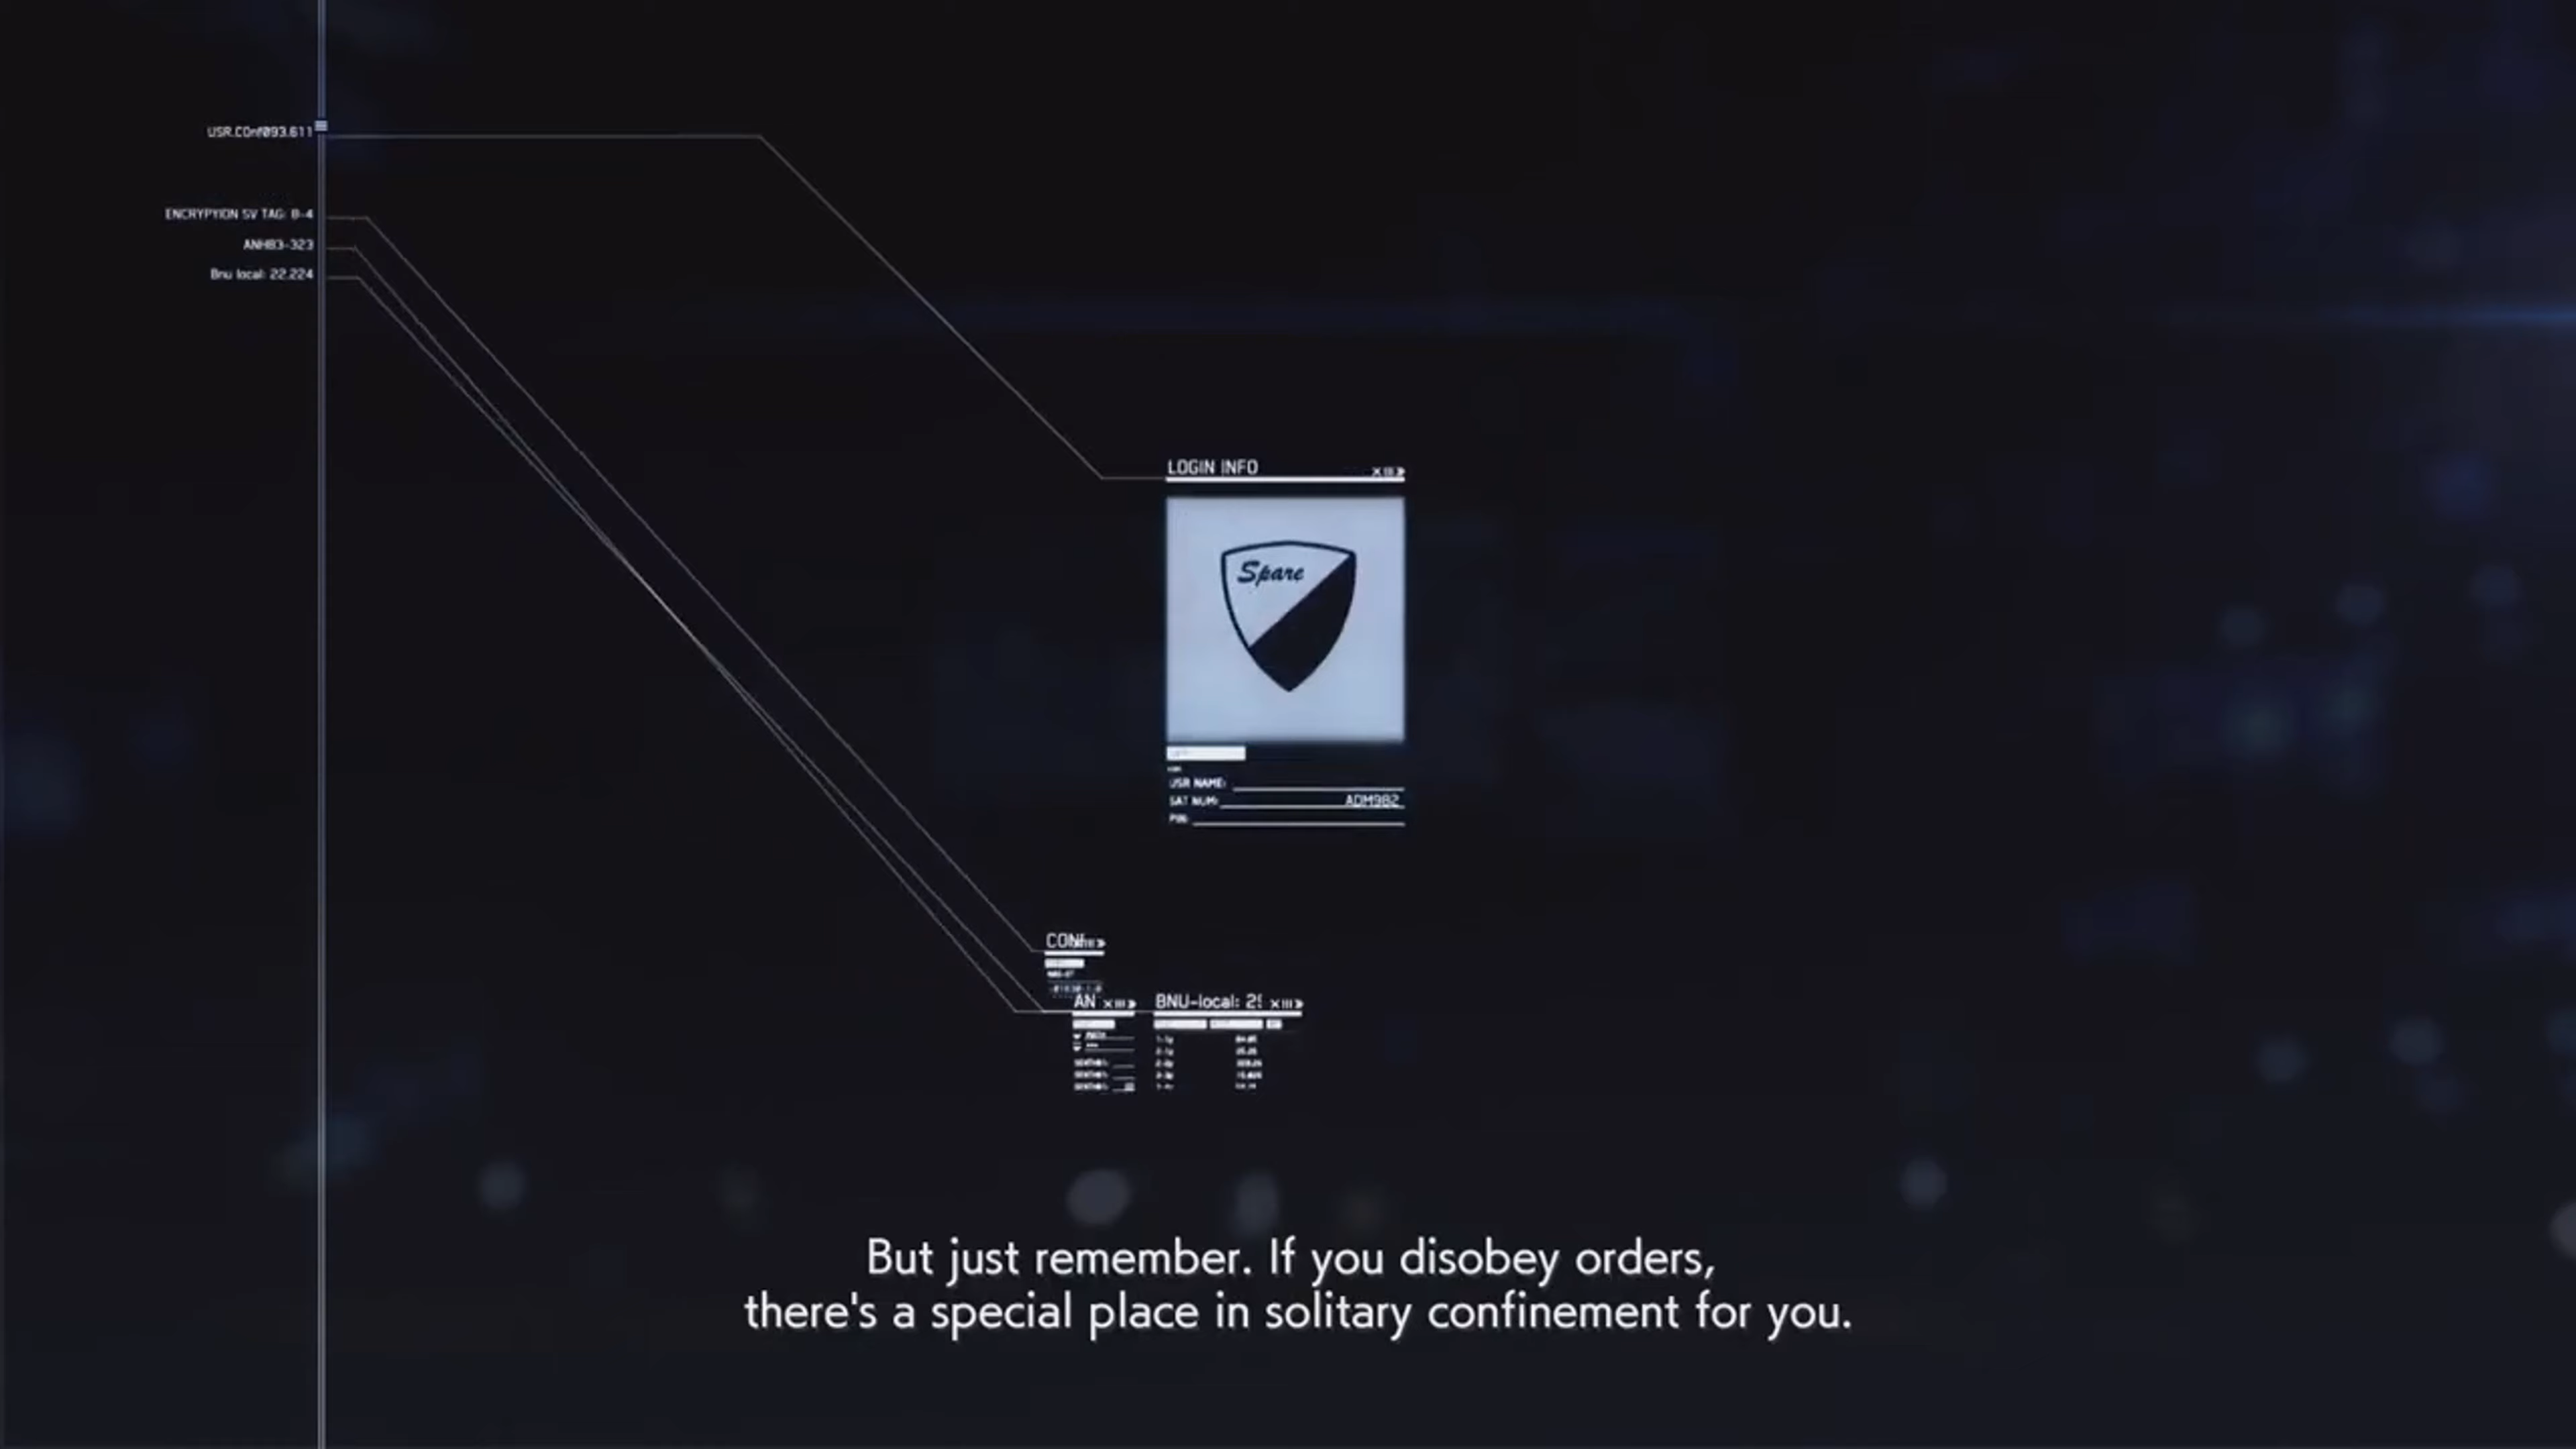 USR.COnf093.611
ENCRYPYION SV TAG: B-4
ANH83-323
Bnu local: 22.224
LOGIN INFO
Spare
USR NAME:
SAT NUM: ADM982
PIN:
CONF
AN
BNU-local: 2
But just remember. If you disobey orders,
there's a special place in solitary confinement for you.